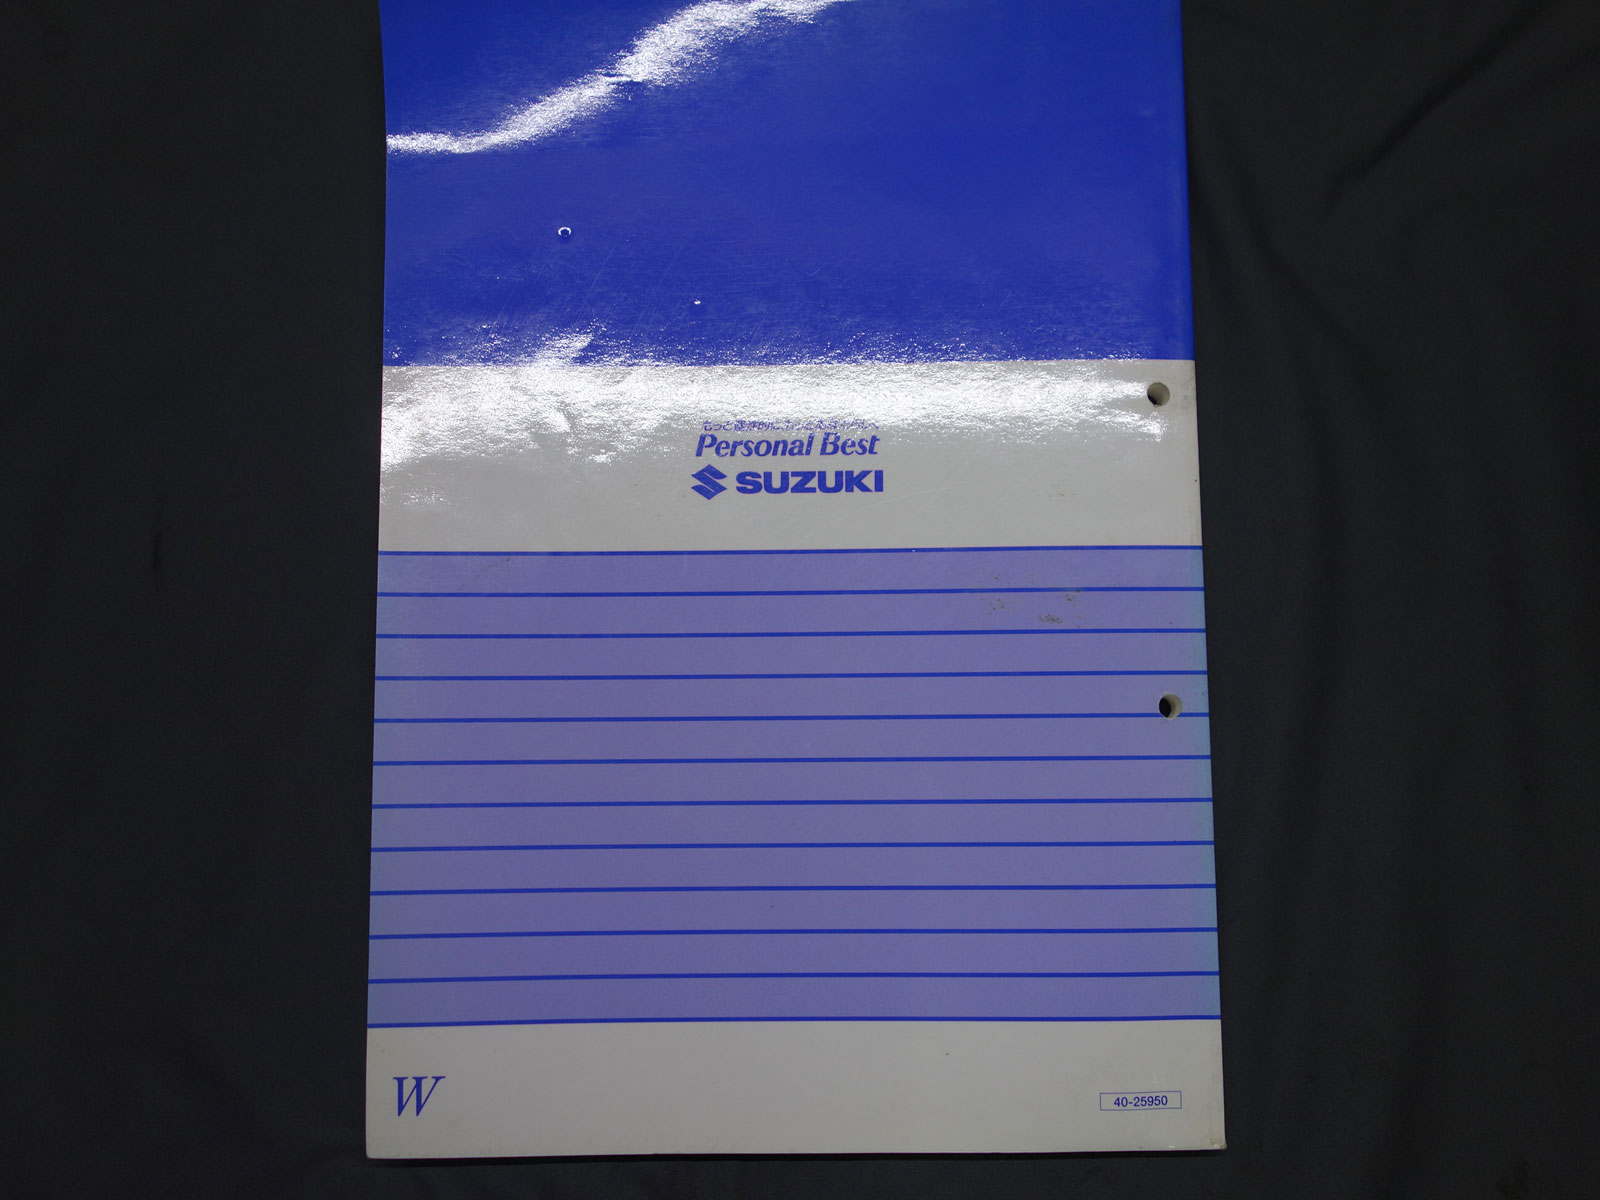 Personal Best
SUZUKI
W
40-25950